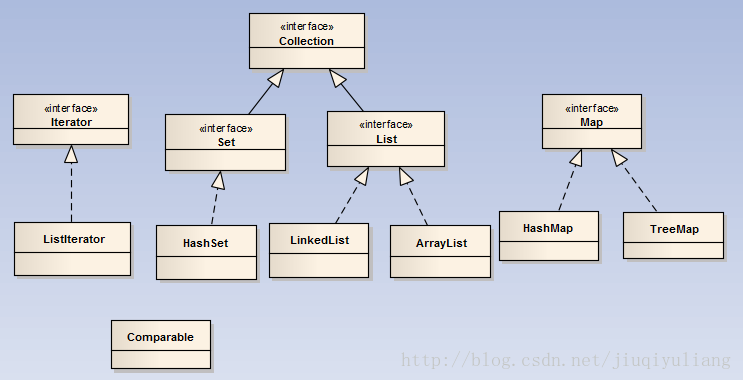 «interface»
Collection
«interface»
Iterator
«interface»
Set
«interface»
List
«interface»
Map
ListIterator
HashSet
LinkedList
ArrayList
HashMap
TreeMap
Comparable
http://blog.csdn.net/jiuqiyuliang